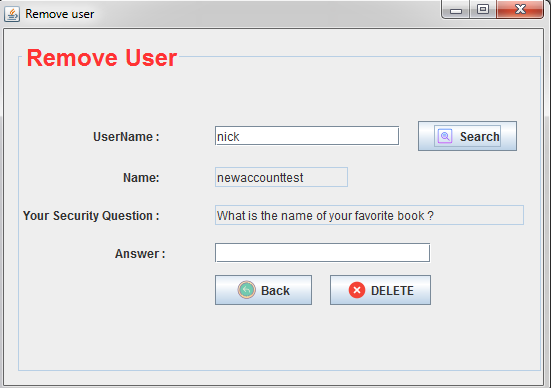 Remove user
Remove User
UserName :
nick
Search
Name:
newaccounttest
Your Security Question :
What is the name of your favorite book ?
Answer :
Back
DELETE